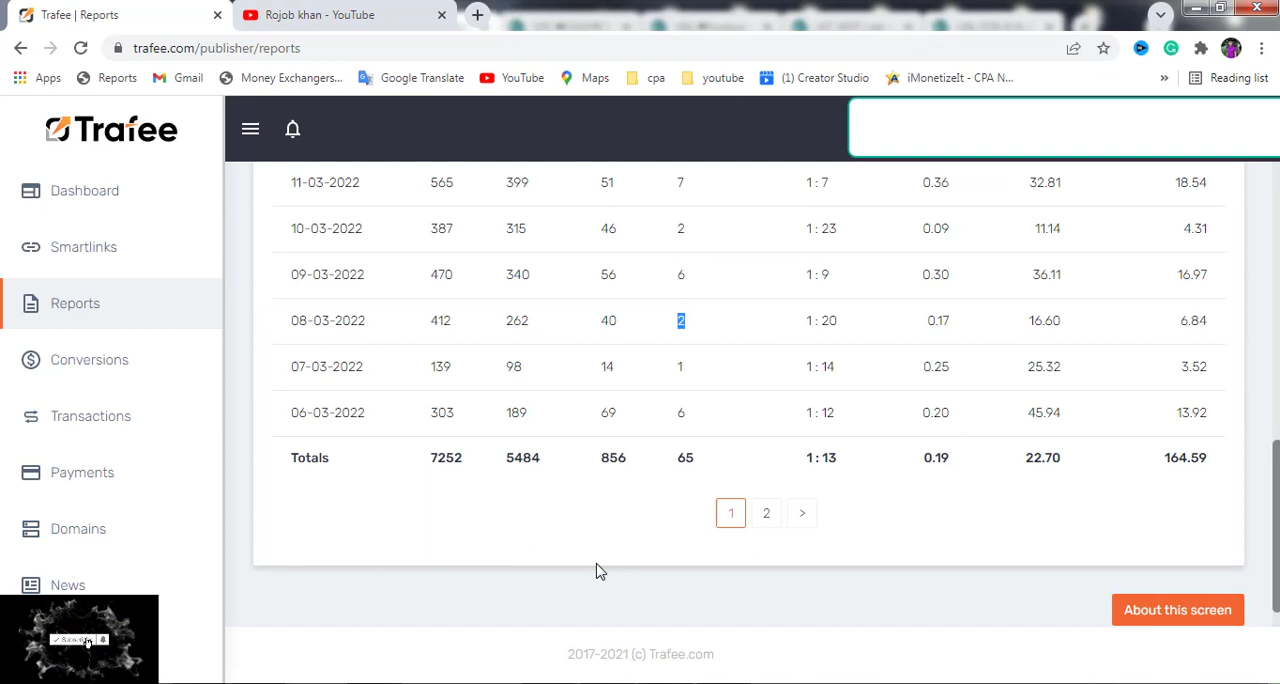 Trafee | Reports
Rojob khan - YouTube
trafee.com/publisher/reports
Apps
Reports
Gmail
Money Exchangers...
Google Translate
YouTube
Maps
cpa
youtube
(1) Creator Studio
iMonetizeIt - CPA N...
»
Reading list
Trafee
Dashboard
Smartlinks
Reports
Conversions
Transactions
Payments
Domains
News
11-03-2022 565 399 51 7 1 : 7 0.36 32.81 18.54
10-03-2022 387 315 46 2 1 : 23 0.09 11.14 4.31
09-03-2022 470 340 56 6 1 : 9 0.30 36.11 16.97
08-03-2022 412 262 40 2 1 : 20 0.17 16.60 6.84
07-03-2022 139 98 14 1 1 : 14 0.25 25.32 3.52
06-03-2022 303 189 69 6 1 : 12 0.20 45.94 13.92
Totals 7252 5484 856 65 1 : 13 0.19 22.70 164.59
1 2 >
About this screen
2017-2021 (c) Trafee.com